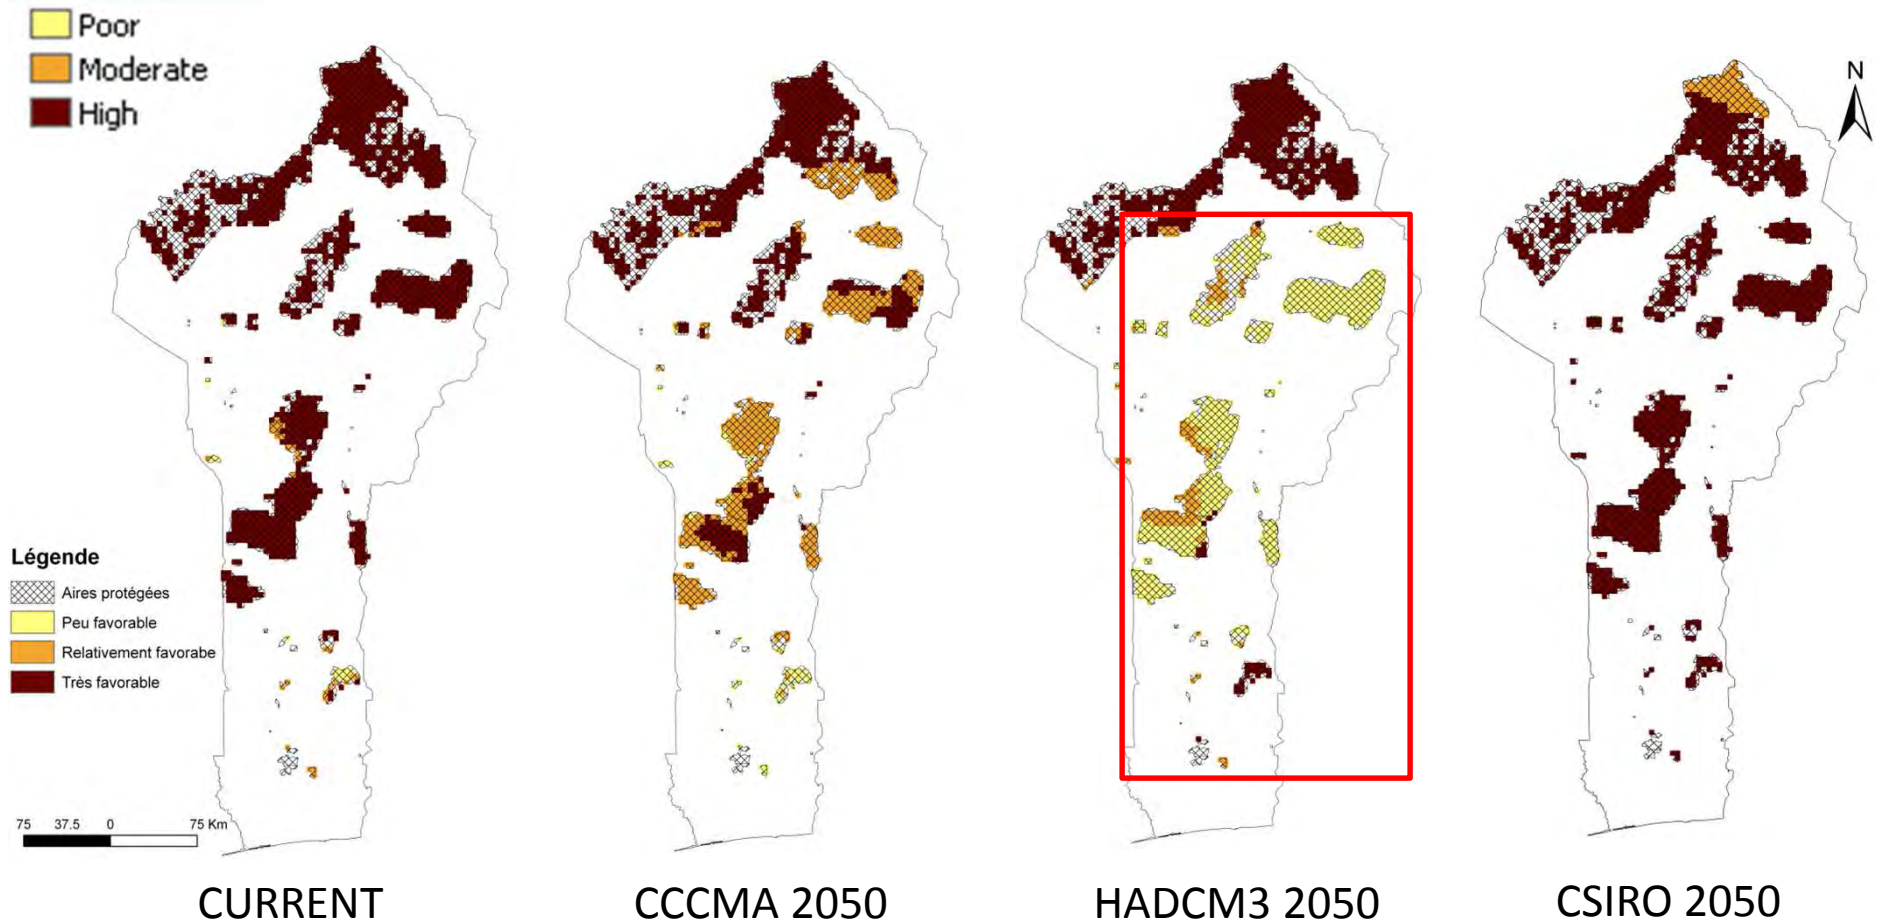 Poor
Moderate
High
N
Légende
Aires protégées
Peu favorable
Relativement favorabe
Très favorable
75 37.5 0 75 Km
CURRENT
CCCMA 2050
HADCM3 2050
CSIRO 2050